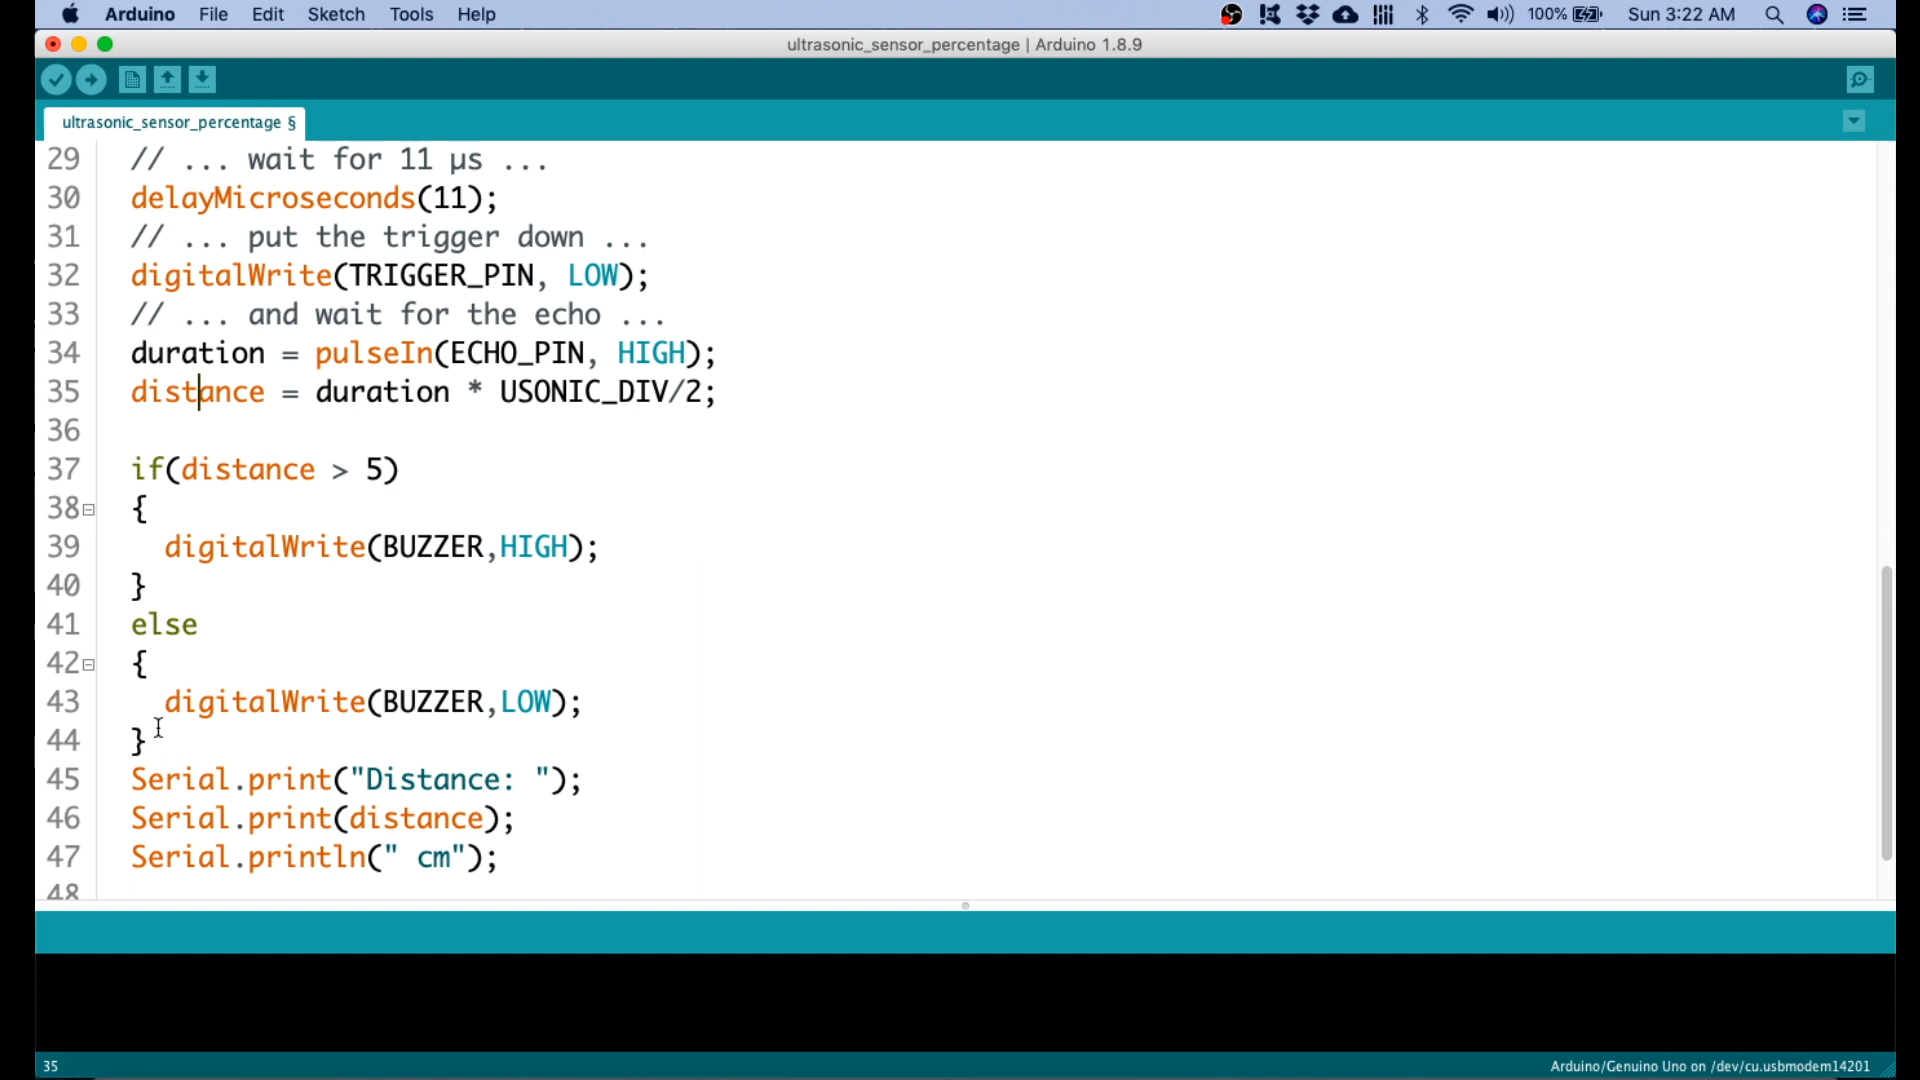 Arduino File Edit Sketch Tools Help 100% Sun 3:22 AM
ultrasonic_sensor_percentage | Arduino 1.8.9
ultrasonic_sensor_percentage §
29 // ... wait for 11 µs ...
30 delayMicroseconds(11);
31 // ... put the trigger down ...
32 digitalWrite(TRIGGER_PIN, LOW);
33 // ... and wait for the echo ...
34 duration = pulseIn(ECHO_PIN, HIGH);
35 distance = duration * USONIC_DIV/2;
36
37 if(distance > 5)
38 {
39 digitalWrite(BUZZER,HIGH);
40 }
41 else
42 {
43 digitalWrite(BUZZER,LOW);
44 }
45 Serial.print("Distance: ");
46 Serial.print(distance);
47 Serial.println(" cm");
48
35 Arduino/Genuino Uno on /dev/cu.usbmodem14201